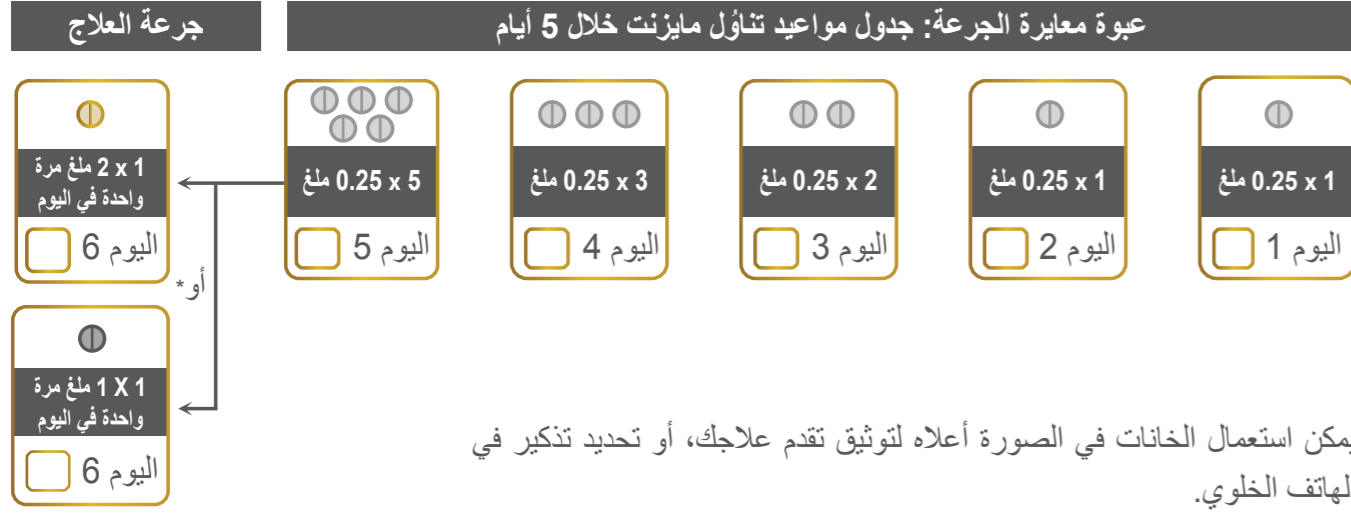 عبوة معايرة الجرعة: جدول مواعيد تناوُل مايزنت خلال 5 أيام
جرعة العلاج
1 x 0.25 ملغ
اليوم 1
1 x 0.25 ملغ
اليوم 2
2 x 0.25 ملغ
اليوم 3
3 x 0.25 ملغ
اليوم 4
5 x 0.25 ملغ
اليوم 5
1 x 2 ملغ مرة
واحدة في اليوم
اليوم 6
أو*
1 X 1 ملغ مرة
واحدة في اليوم
اليوم 6
يمكن استعمال الخانات في الصورة أعلاه لتوثيق تقدم علاجك، أو تحديد تذكير في
الهاتف الخلوي.